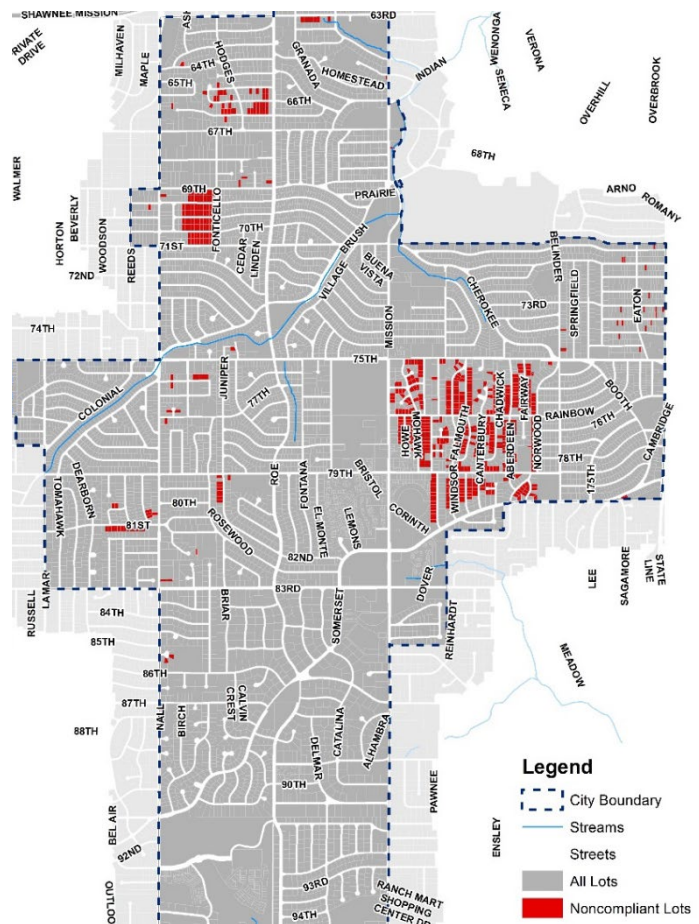 SHAWNEE MISSION
63RD
PRIVATE
DRIVE
MILHAVEN
MAPLE
ASH
HODGES
64TH
65TH
GRANADA
HOMESTEAD
66TH
67TH
INDIAN
WENONGA
SENECA
VERONA
OVERHILL
OVERBROOK
68TH
WALMER
HORTON
BEVERLY
WOODSON
REEDS
69TH
FONTICELLO
70TH
71ST
72ND
CEDAR
LINDEN
PRAIRIE
VILLAGE
BRUSH
BUENA
VISTA
MISSION
CHEROKEE
73RD
BELINDER
SPRINGFIELD
EATON
ARNO
ROMANY
74TH
75TH
COLONIAL
JUNIPER
77TH
HOWE
MOHAWK
WINDSOR
FALMOUTH
CANTERBURY
CHADWICK
ABERDEEN
FAIRWAY
NORWOOD
RAINBOW
BOOTH
76TH
78TH
175TH
CAMBRIDGE
TOMAHAWK
DEARBORN
80TH
81ST
ROSEWOOD
ROE
FONTANA
EL MONTE
79TH
BRISTOL
LEMONS
CORINTH
82ND
83RD
DOVER
RUSSELL
LAMAR
BRIAR
SOMERSET
REINHARDT
LEE
SAGAMORE
STATE
LINE
84TH
85TH
86TH
87TH
88TH
NALL
BIRCH
CALVIN
CREST
DELMAR
CATALINA
ALHAMBRA
MEADOW
90TH
PAWNEE
ENSLEY
BEL AIR
92ND
93RD
94TH
RANCH MART
SHOPPING
CENTER DR
Legend
City Boundary
Streams
Streets
All Lots
Noncompliant Lots